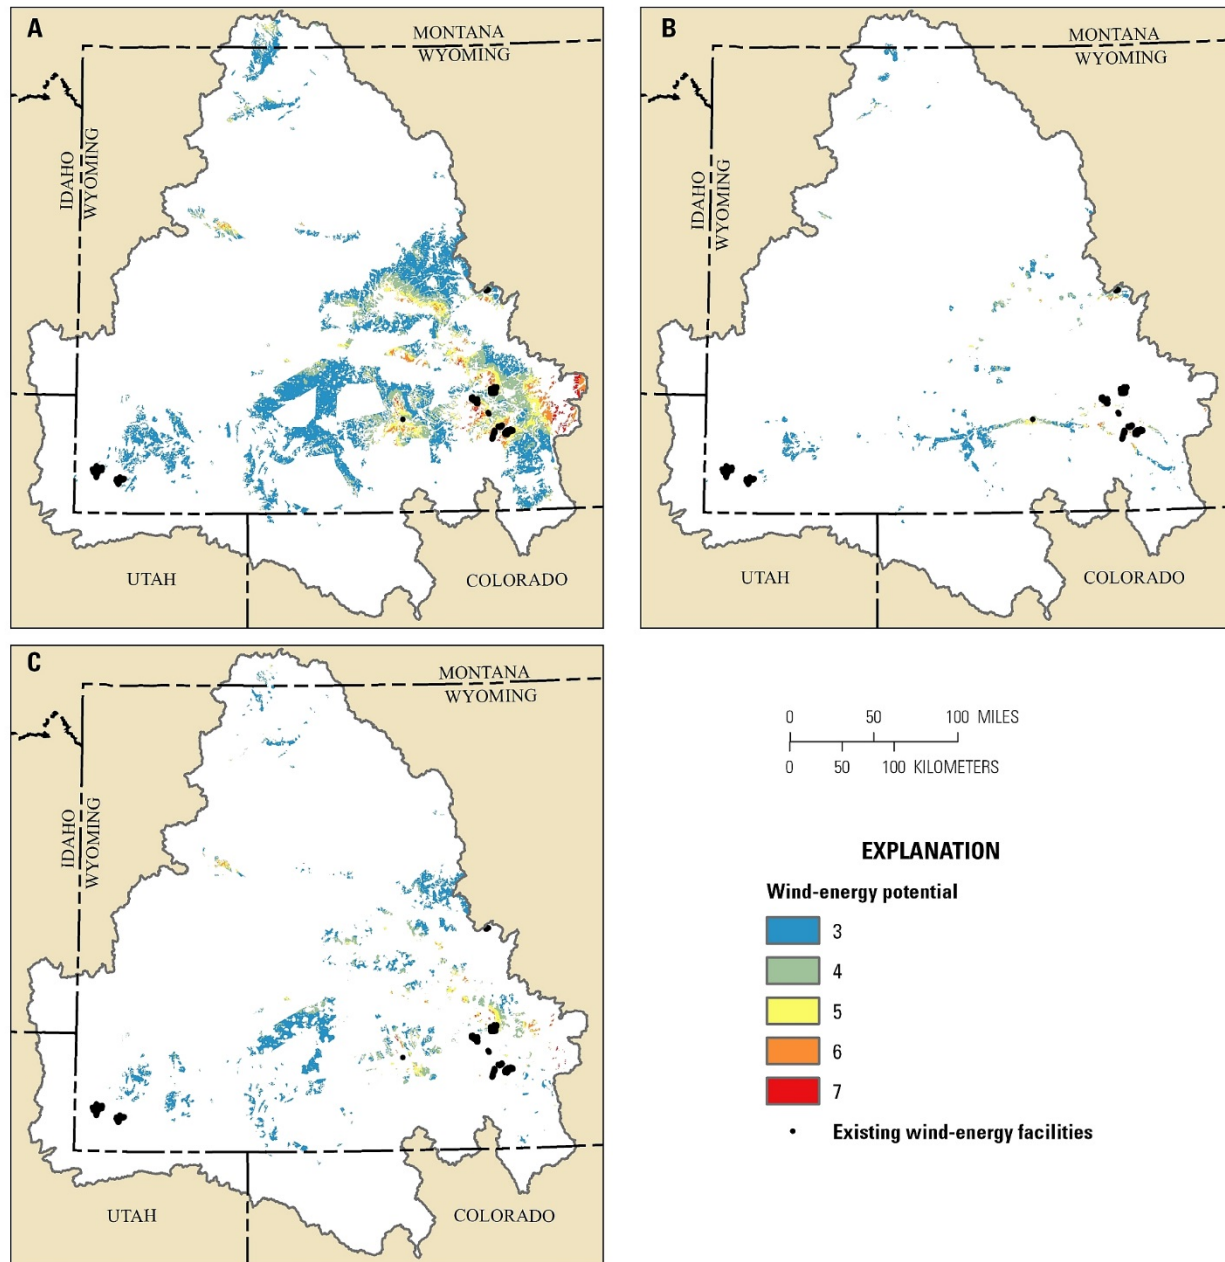 A
MONTANA
WYOMING
IDAHO
WYOMING
UTAH
COLORADO
B
MONTANA
WYOMING
IDAHO
WYOMING
UTAH
COLORADO
C
MONTANA
WYOMING
IDAHO
WYOMING
UTAH
COLORADO
0 50 100 MILES
0 50 100 KILOMETERS
EXPLANATION
Wind-energy potential
3
4
5
6
7
Existing wind-energy facilities